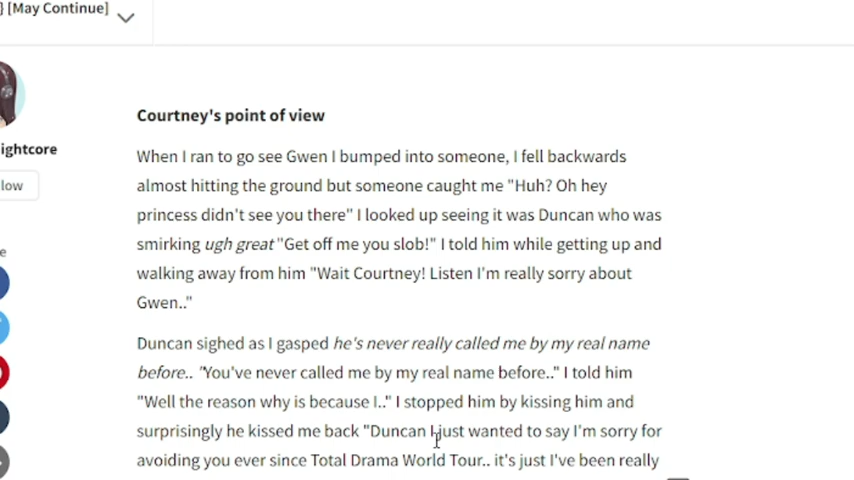 } [May Continue]
Courtney's point of view
ightcore
When I ran to go see Gwen I bumped into someone, I fell backwards
low
almost hitting the ground but someone caught me "Huh? Oh hey
princess didn't see you there" I looked up seeing it was Duncan who was
e
smirking ugh great "Get off me you slob!" I told him while getting up and
walking away from him "Wait Courtney! Listen I'm really sorry about
Gwen.."
Duncan sighed as I gasped he's never really called me by my real name
before.. "You've never called me by my real name before.." I told him
"Well the reason why is because I.." I stopped him by kissing him and
surprisingly he kissed me back "Duncan I just wanted to say I'm sorry for
avoiding you ever since Total Drama World Tour.. it's just I've been really